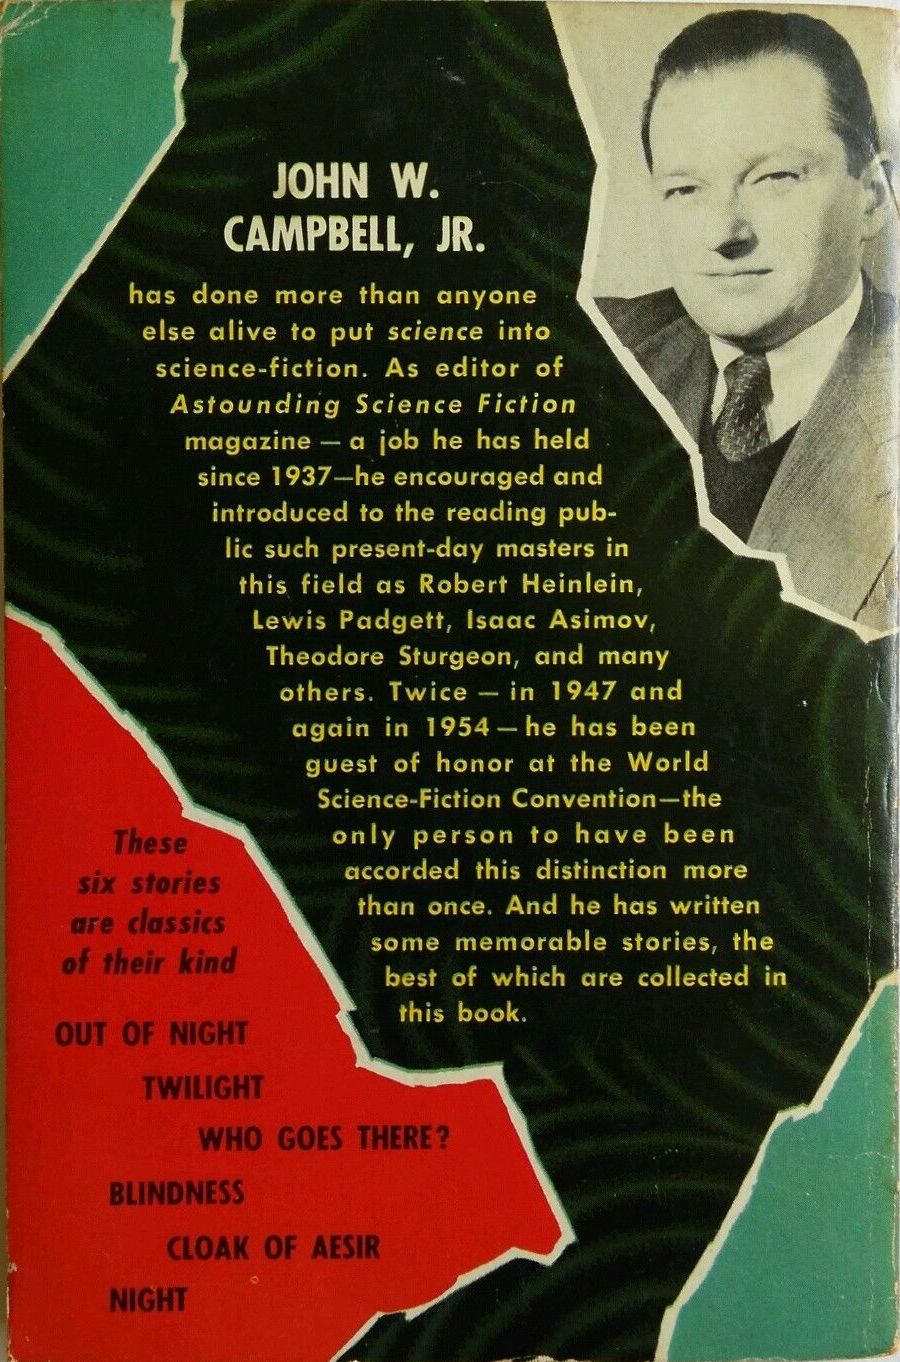 JOHN W.
CAMPBELL, JR.
has done more than anyone
else alive to put science into
science-fiction. As editor of
Astounding Science Fiction
magazine — a job he has held
since 1937—he encouraged and
introduced to the reading pub-
lic such present-day masters in
this field as Robert Heinlein,
Lewis Padgett, Isaac Asimov,
Theodore Sturgeon, and many
others. Twice — in 1947 and
again in 1954 — he has been
guest of honor at the World
Science-Fiction Convention—the
only person to have been
accorded this distinction more
than once. And he has written
some memorable stories, the
best of which are collected in
this book.
These
six stories
are classics
of their kind
OUT OF NIGHT
TWILIGHT
WHO GOES THERE?
BLINDNESS
CLOAK OF AESIR
NIGHT